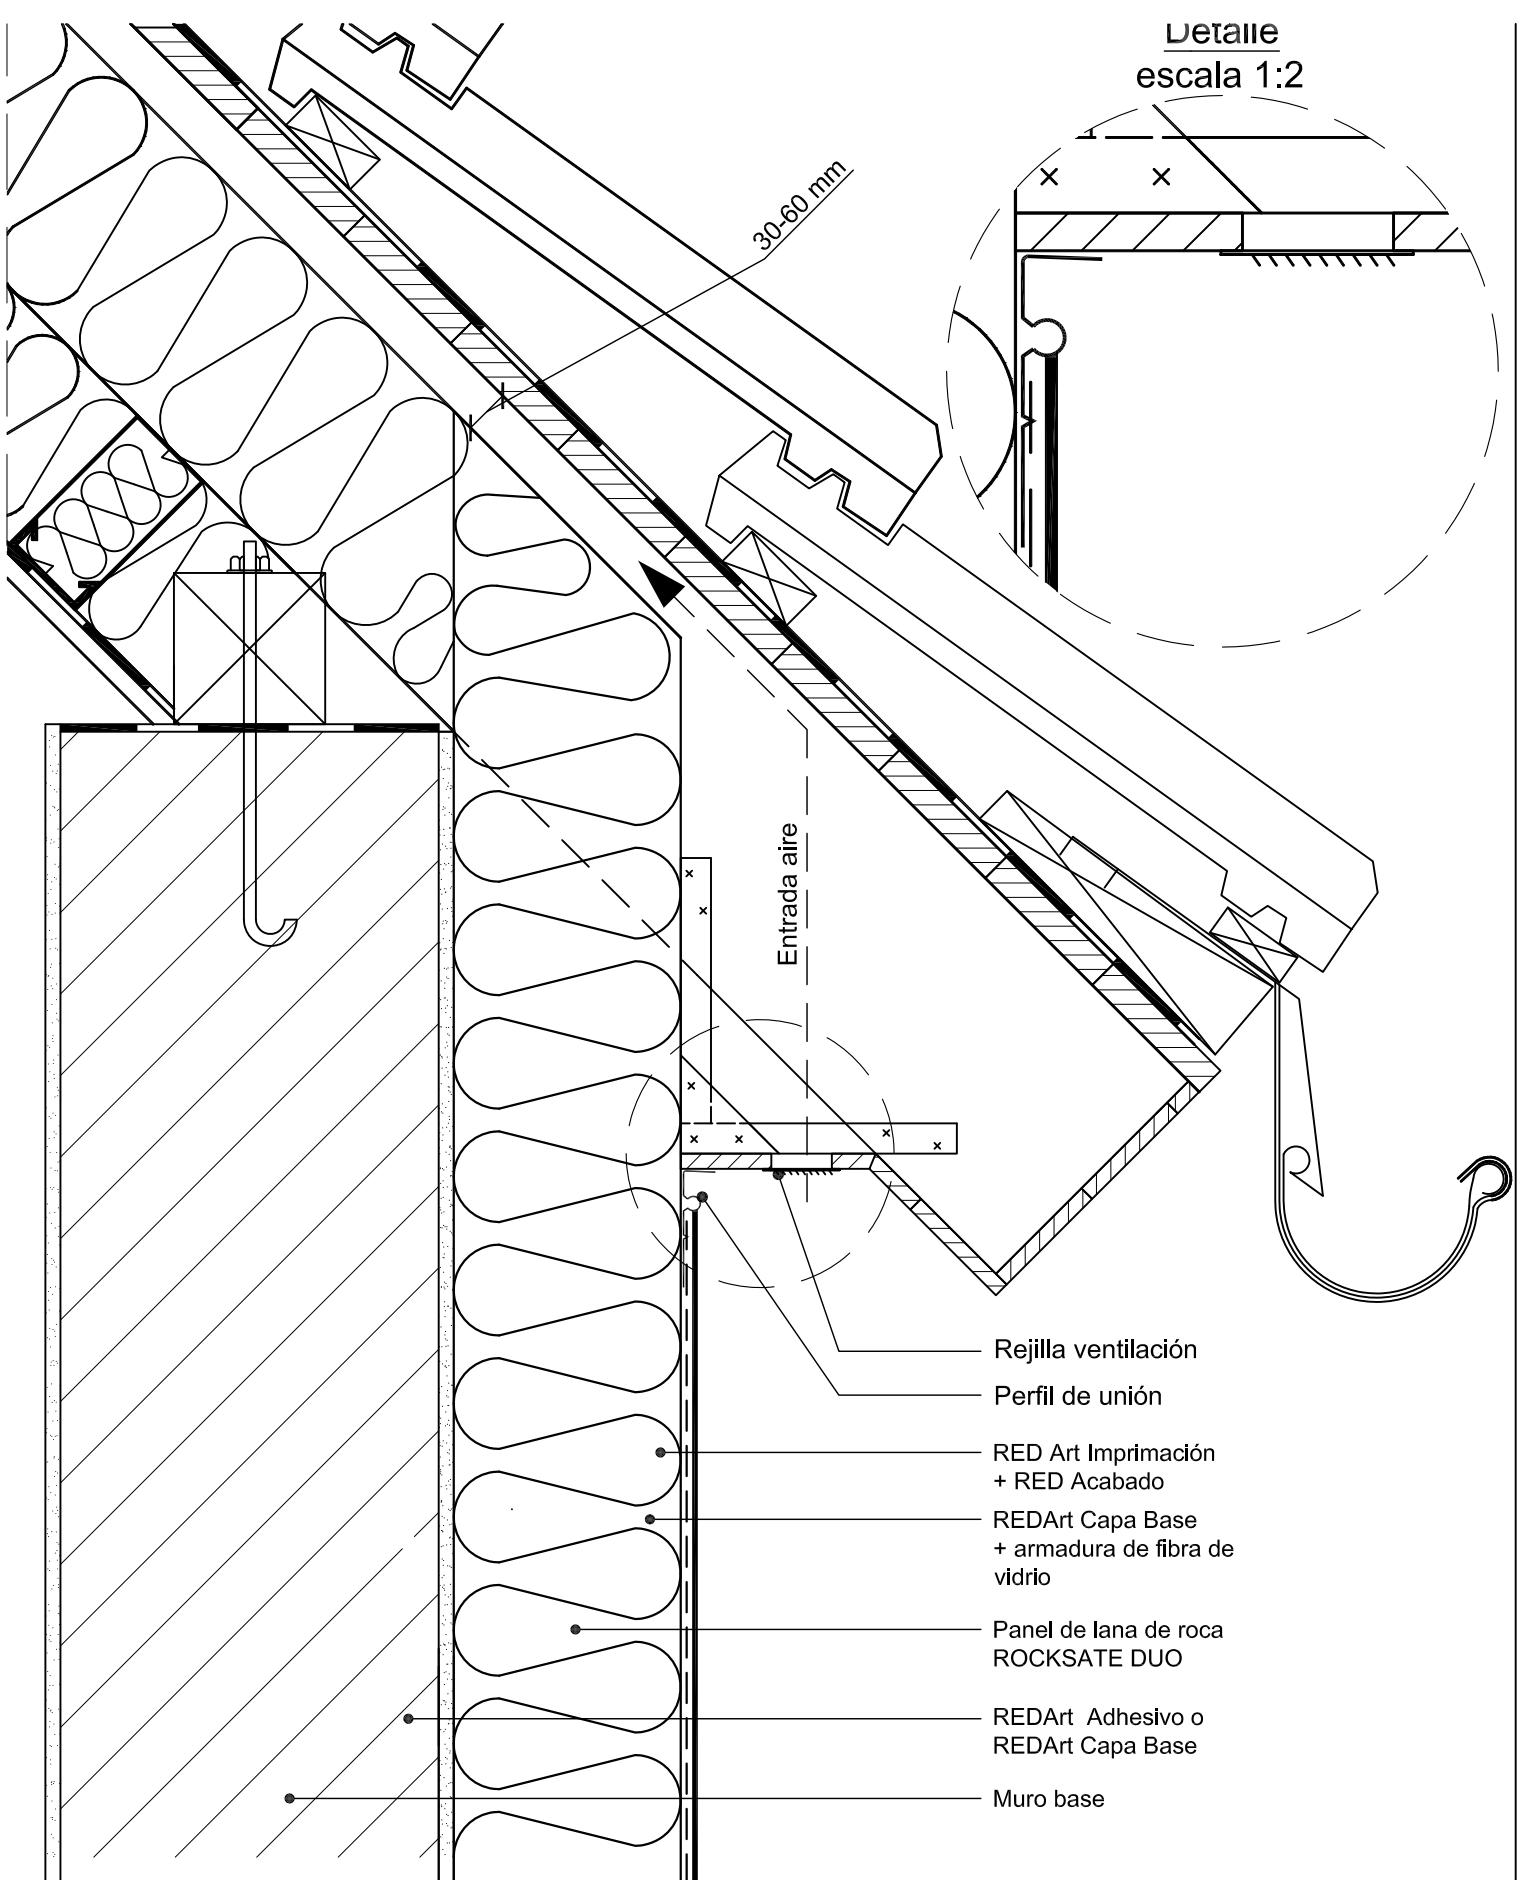 Detalle
escala 1:2
30-60 mm
Entrada aire
Rejilla ventilación
Perfil de unión
RED Art Imprimación
+ RED Acabado
REDArt Capa Base
+ armadura de fibra de
vidrio
Panel de lana de roca
ROCKSATE DUO
REDArt Adhesivo o
REDArt Capa Base
Muro base